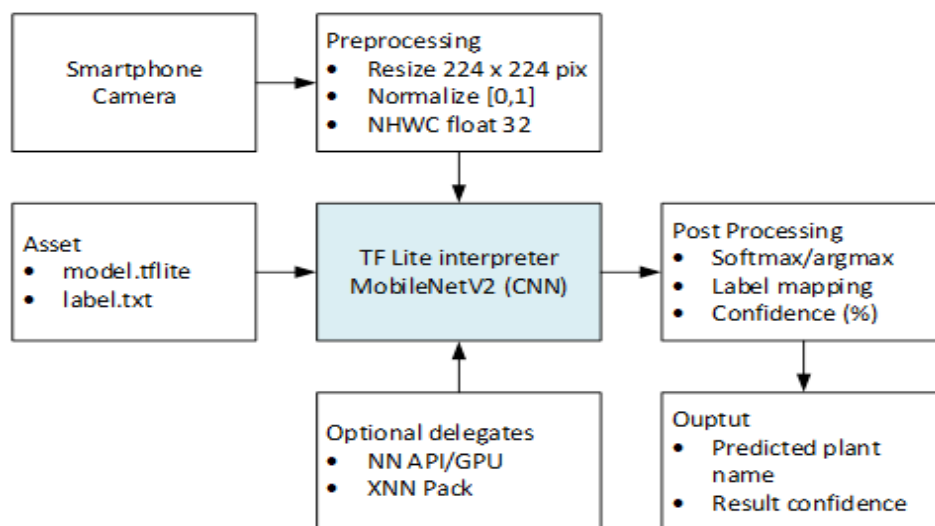 Smartphone
Camera
Preprocessing
• Resize 224 x 224 pix
• Normalize [0,1]
• NHWC float 32
Asset
• model.tflite
• label.txt
TF Lite interpreter
MobileNetV2 (CNN)
Post Processing
• Softmax/argmax
• Label mapping
• Confidence (%)
Optional delegates
• NN API/GPU
• XNN Pack
Ouptut
• Predicted plant
name
• Result confidence